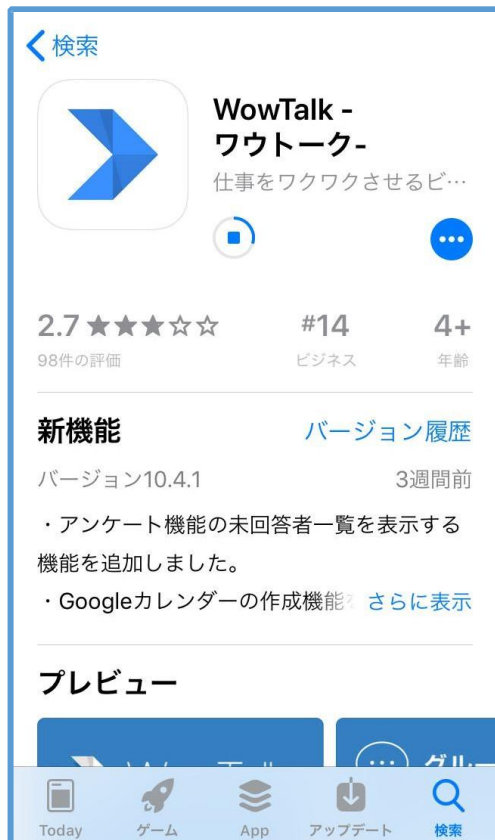 検索
WowTalk -
ワウトーク-
仕事をワクワクさせるビ…
2.7 ★★★☆☆
#14
4+
98件の評価
ビジネス
年齢
新機能
バージョン履歴
バージョン10.4.1
3週間前
・アンケート機能の未回答者一覧を表示する
機能を追加しました。
・Googleカレンダーの作成機能
さらに表示
プレビュー
Today
ゲーム
App
アップデート
検索